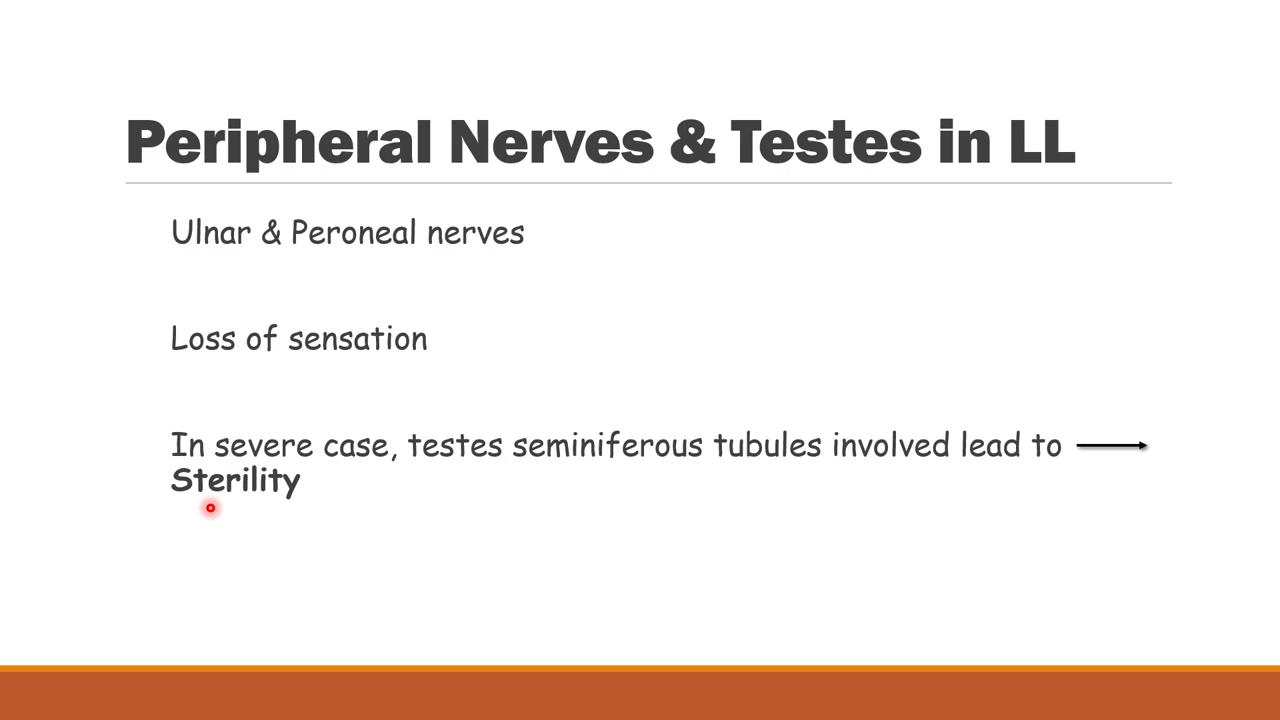 Peripheral Nerves & Testes in LL
Ulnar & Peroneal nerves
Loss of sensation
In severe case, testes seminiferous tubules involved lead to
Sterility